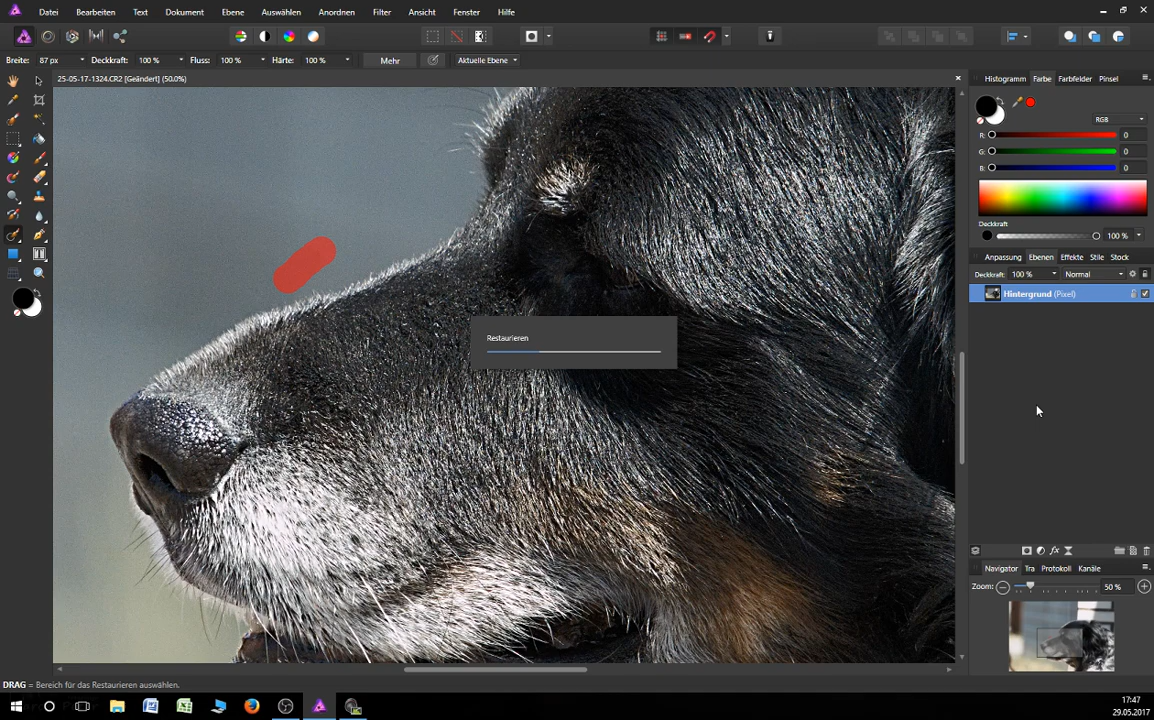 Datei Bearbeiten Text Dokument Ebene Auswählen Anordnen Filter Ansicht Fenster Hilfe
Breite: 87 px Deckkraft: 100 % Fluss: 100 % Härte: 100 % Mehr Aktuelle Ebene
25-05-17-1324.CR2 [Geändert] (50.0%)
Histogramm Farbe Farbfelder Pinsel
RGB
R: 0
G: 0
B: 0
Deckkraft
100 %
Anpassung Ebenen Effekte Stile Stock
Deckkraft: 100 % Normal
Hintergrund (Pixel)
Restaurieren
Navigator Tra Protokoll Kanäle
Zoom: 50 %
DRAG = Bereich für das Restaurieren auswählen.
17:47
29.05.2017